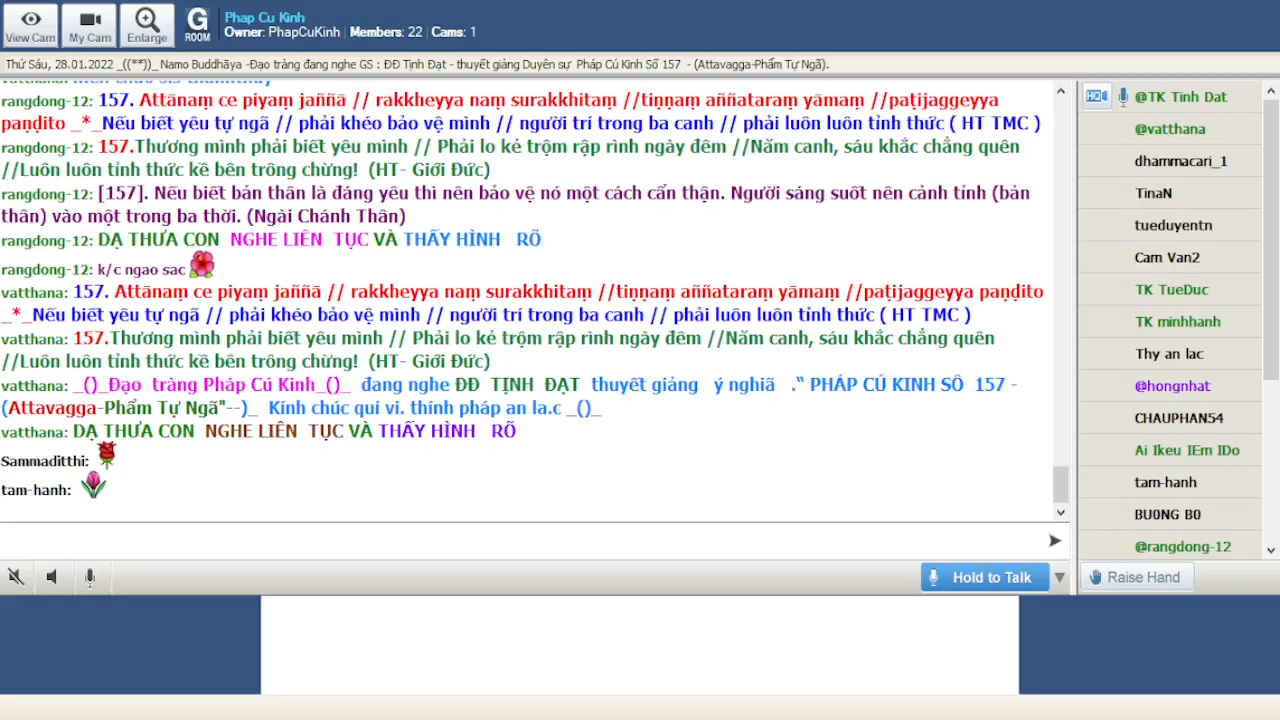 View Cam
My Cam
Enlarge
G
ROOM
Phap Cu Kinh
Owner: PhapCuKinh | Members: 22 | Cams: 1
Thứ Sáu, 28.01.2022 _((**))_ Namo Buddhāya -Đạo tràng đang nghe GS : ĐĐ Tịnh Đạt - thuyết giảng Duyên sự Pháp Cú Kinh Số 157 - (Attavagga-Phẩm Tự Ngã).
rangdong-12: 157. Attānaṃ ce piyaṃ jaññā // rakkheyya naṃ surakkhitaṃ //tiṇṇaṃ aññataraṃ yāmaṃ //paṭijaggeyya
paṇḍito _*_Nếu biết yêu tự ngã // phải khéo bảo vệ mình // người trí trong ba canh // phải luôn luôn tỉnh thức ( HT TMC )
rangdong-12: 157.Thương mình phải biết yêu mình // Phải lo kẻ trộm rập rình ngày đêm //Năm canh, sáu khắc chẳng quên
//Luôn luôn tỉnh thức kề bên trông chừng! (HT- Giới Đức)
rangdong-12: [157]. Nếu biết bản thân là đáng yêu thì nên bảo vệ nó một cách cẩn thận. Người sáng suốt nên cảnh tỉnh (bản
thân) vào một trong ba thời. (Ngài Chánh Thân)
rangdong-12: DẠ THƯA CON NGHE LIÊN TỤC VÀ THẤY HÌNH RÕ
rangdong-12: k/c ngao sac
vatthana: 157. Attānaṃ ce piyaṃ jaññā // rakkheyya naṃ surakkhitaṃ //tiṇṇaṃ aññataraṃ yāmaṃ //paṭijaggeyya paṇḍito
_*_Nếu biết yêu tự ngã // phải khéo bảo vệ mình // người trí trong ba canh // phải luôn luôn tỉnh thức ( HT TMC )
vatthana: 157.Thương mình phải biết yêu mình // Phải lo kẻ trộm rập rình ngày đêm //Năm canh, sáu khắc chẳng quên
//Luôn luôn tỉnh thức kề bên trông chừng! (HT- Giới Đức)
vatthana: _()_Đạo tràng Pháp Cú Kinh_()_ đang nghe ĐĐ TỊNH ĐẠT thuyết giảng ý nghiã ." PHÁP CÚ KINH SỐ 157 -
(Attavagga-Phẩm Tự Ngã"--)_ Kính chúc quí vi. thính pháp an la.c _()_
vatthana: DẠ THƯA CON NGHE LIÊN TỤC VÀ THẤY HÌNH RÕ
Sammaditthi:
tam-hanh:
HQ
@TK Tinh Dat
@vatthana
dhammacari_1
TinaN
tueduyentn
Cam Van2
TK TueDuc
TK minhhanh
Thy an lac
@hongnhat
CHAUPHAN54
Ai Ikeu IEm IDo
tam-hanh
BU0NG B0
@rangdong-12
Hold to Talk
Raise Hand